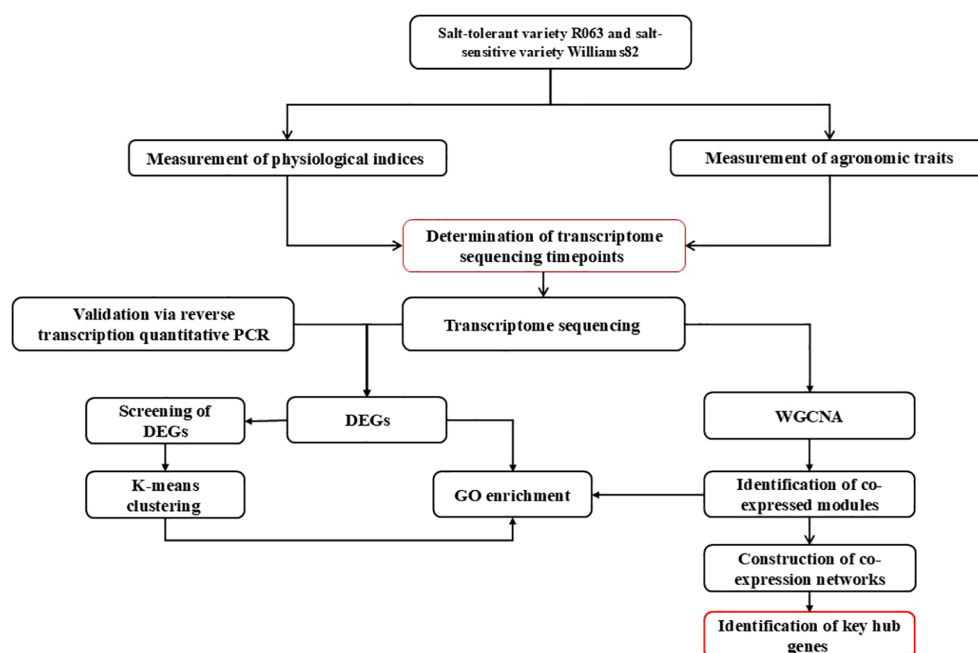 Salt-tolerant variety R063 and salt-
sensitive variety Williams82
Measurement of physiological indices
Measurement of agronomic traits
Determination of transcriptome
sequencing timepoints
Validation via reverse
transcription quantitative PCR
Transcriptome sequencing
Screening of
DEGs
DEGs
WGCNA
K-means
clustering
GO enrichment
Identification of co-
expressed modules
Construction of co-
expression networks
Identification of key hub
genes